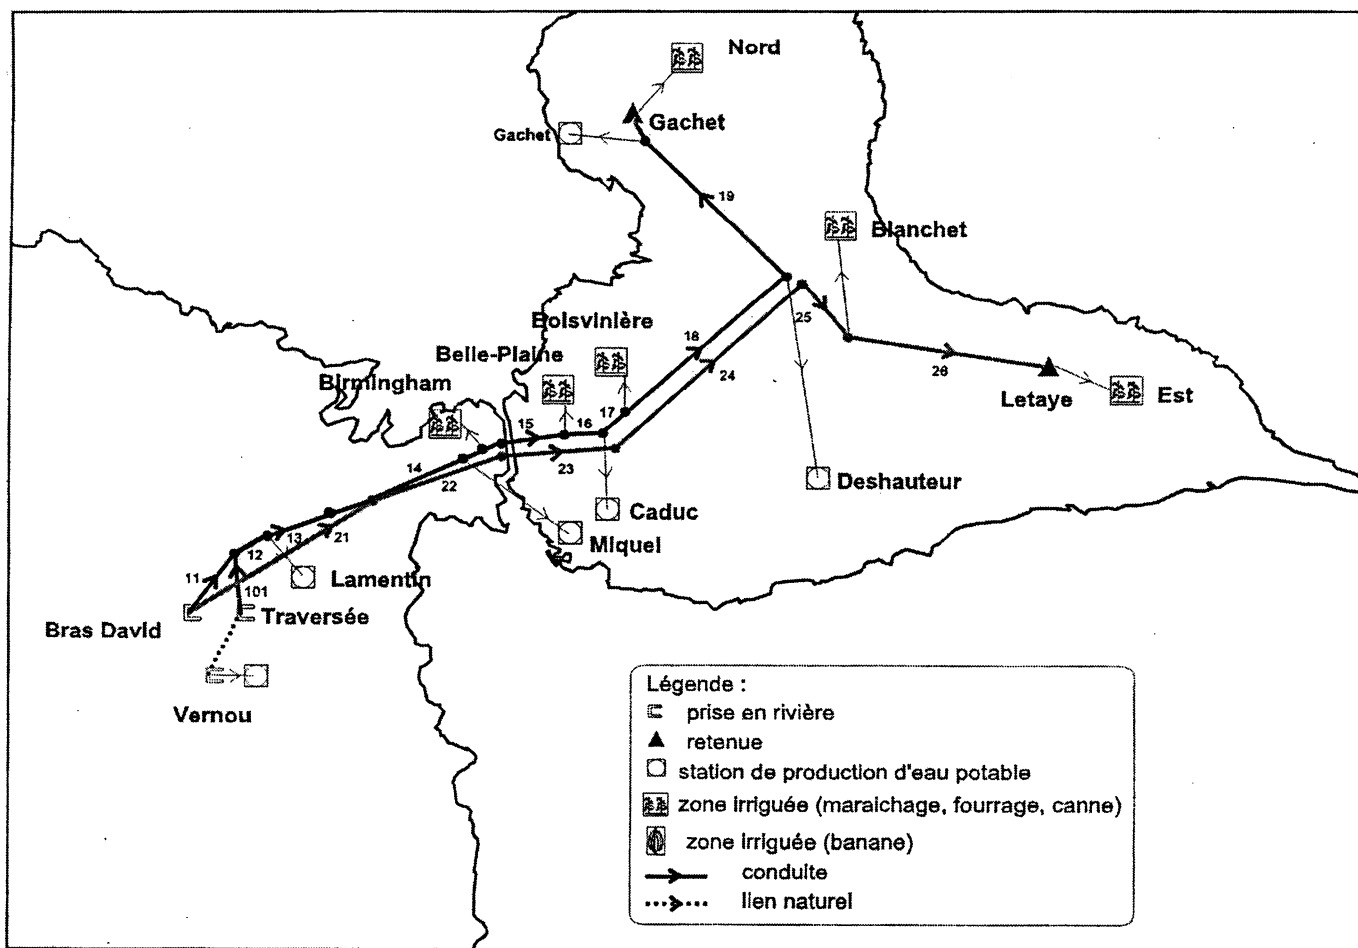 Nord
Gachet
Gachet
19
Blanchet
Boisvinière
18
25
Belle-Plaine
24
26
Birmingham
Letaye
Est
17
15
16
14
23
22
Deshauteur
Caduc
13
21
Miquel
12
11
Lamentin
101
Traversée
Bras David
Vernou
Légende :
prise en rivière
retenue
station de production d'eau potable
zone irriguée (maraichage, fourrage, canne)
zone irriguée (banane)
conduite
lien naturel